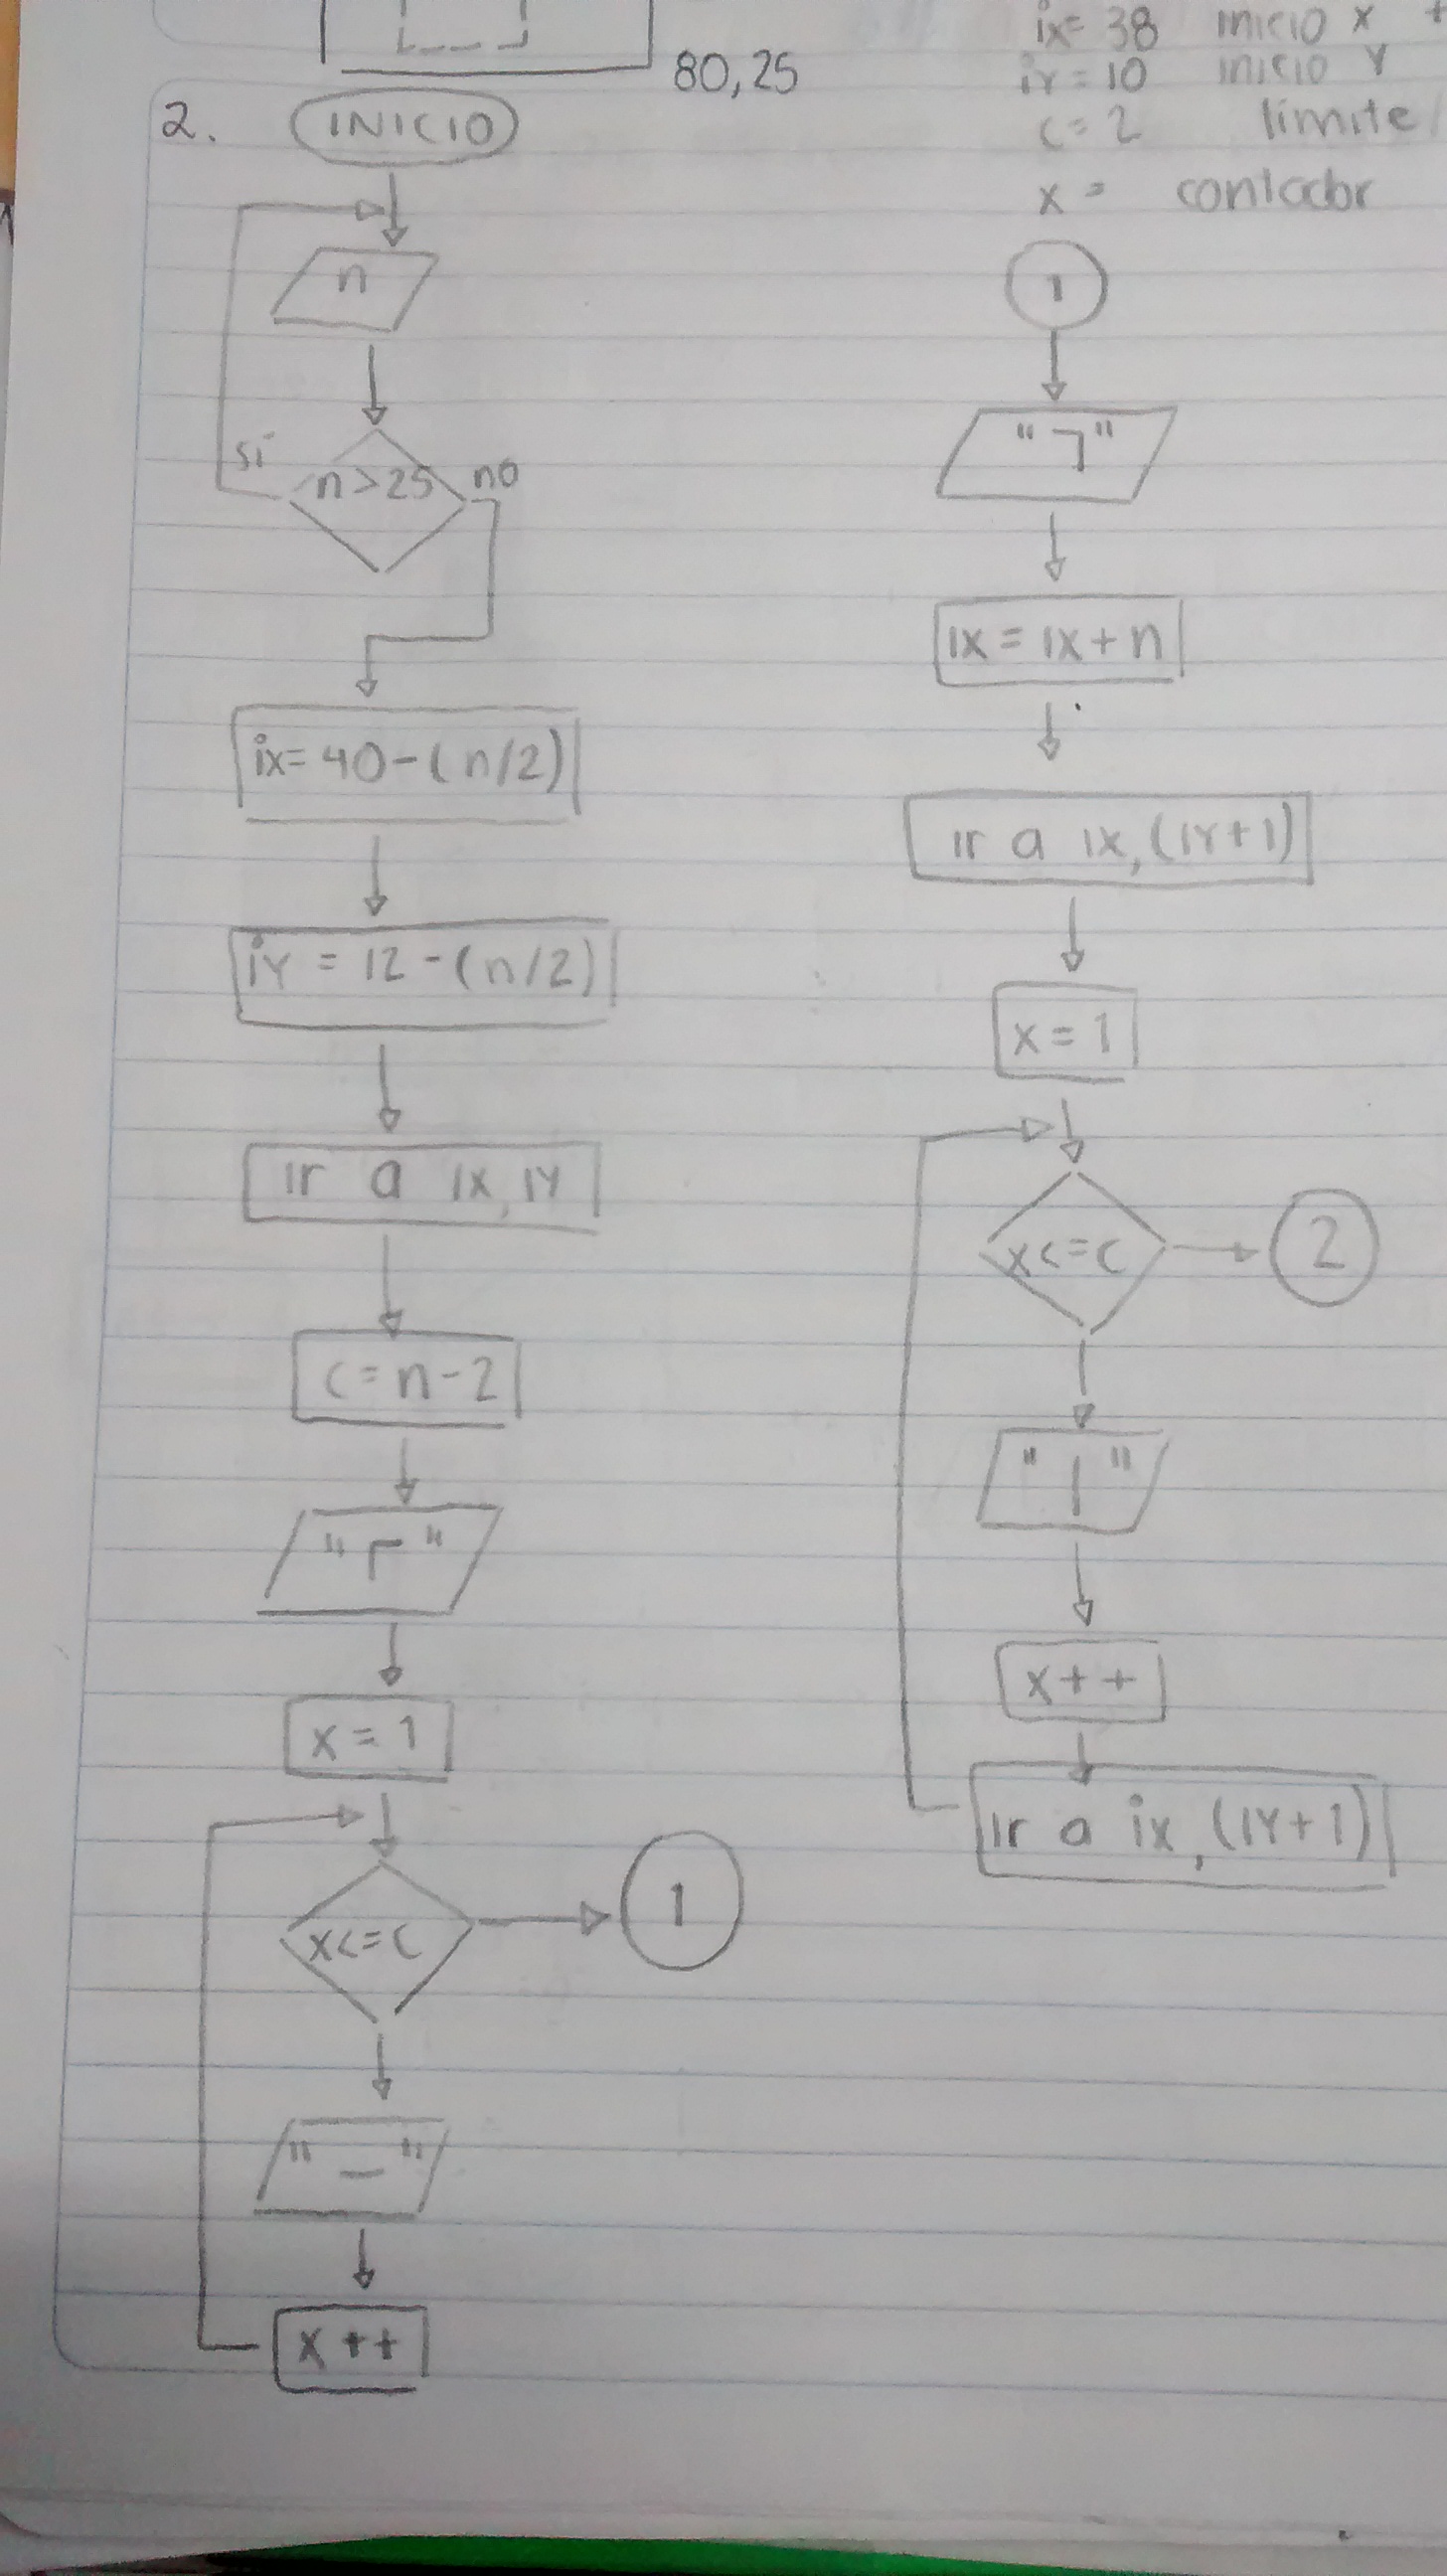 80,25
ix= 38 inicio x
iy = 10 inicio Y
c = 2 límite
x = contador
2. INICIO
n
n>25
si
no
ix= 40-(n/2)
iY = 12-(n/2)
ir a ix, iY
c = n-2
"┌"
x = 1
x<=c
1
"—"
x++
1
"┐"
ix = ix+n
ir a ix,(iY+1)
x = 1
x<=c
2
"|"
x++
ir a ix,(iY+1)